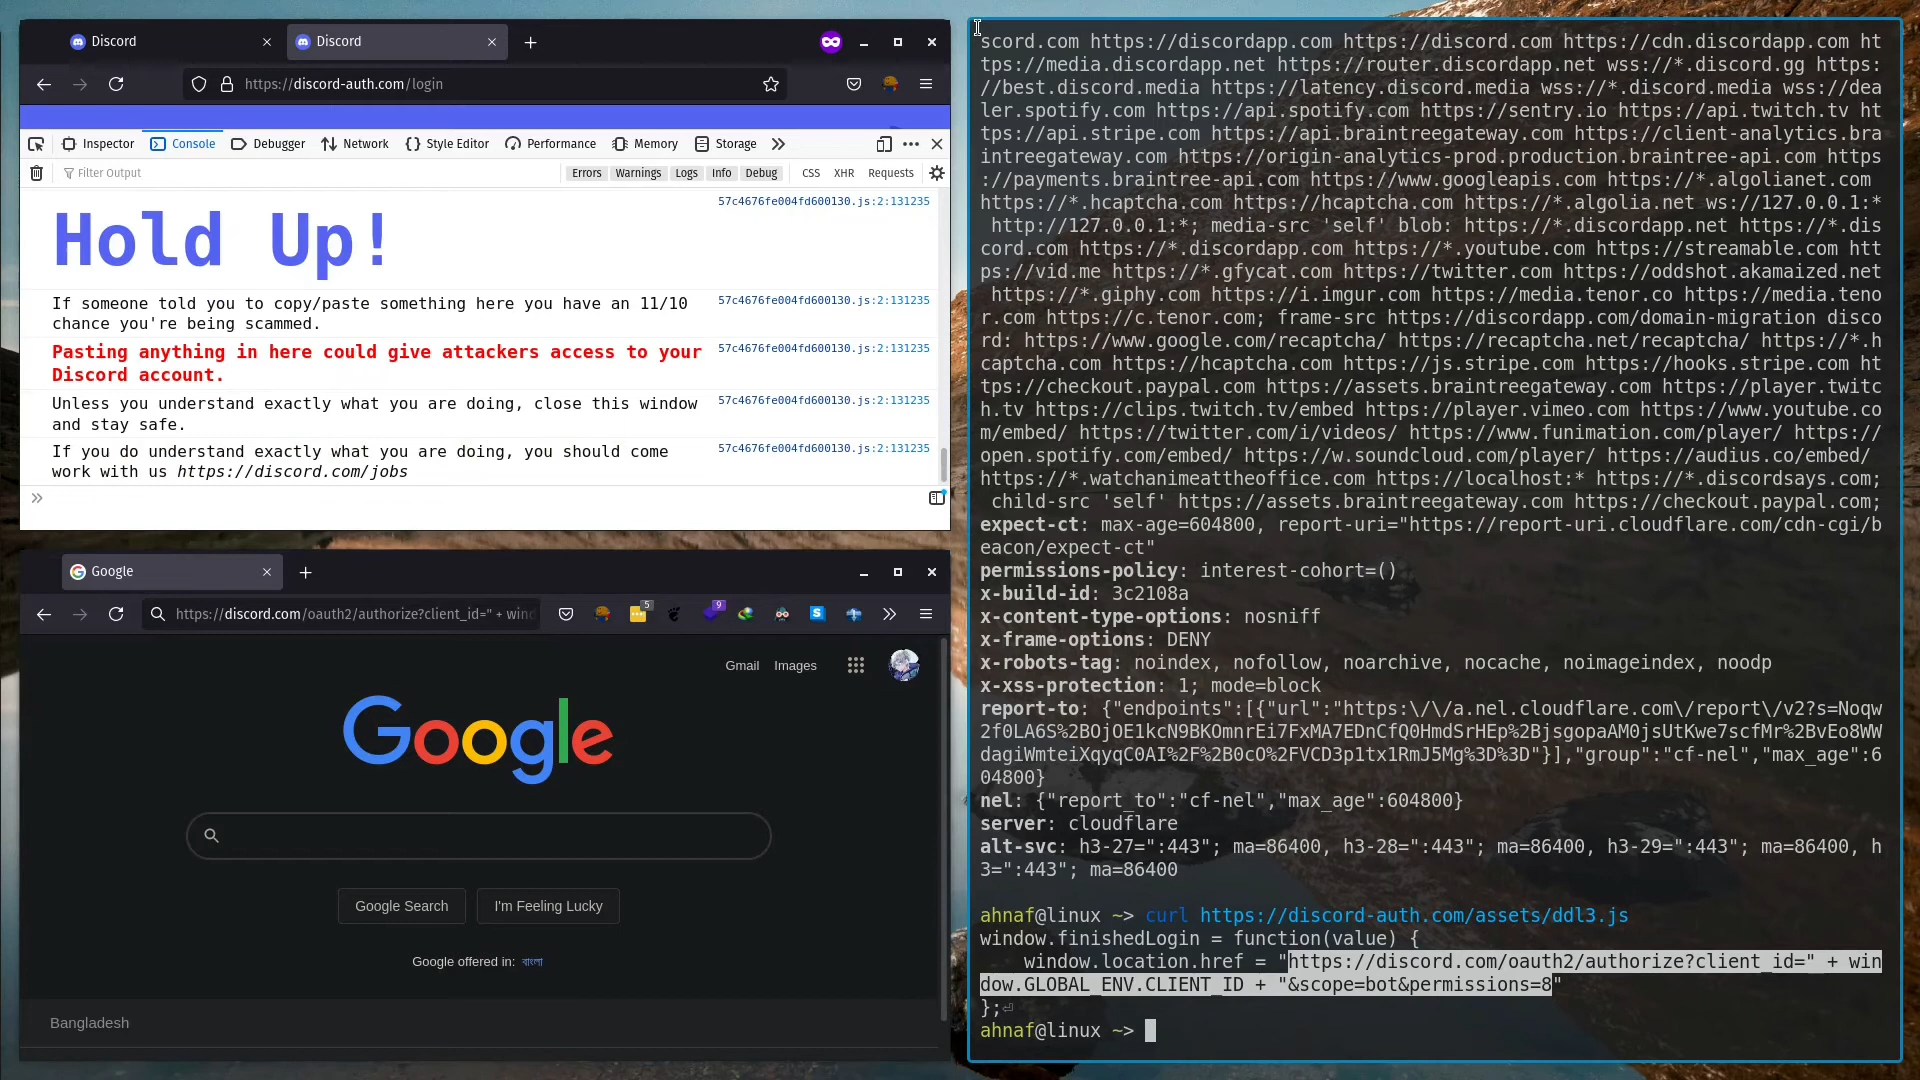 Discord
Discord
https://discord-auth.com/login
Inspector
Console
Debugger
Network
Style Editor
Performance
Memory
Storage
Filter Output
Errors
Warnings
Logs
Info
Debug
CSS
XHR
Requests
57c4676fe004fd600130.js:2:131235
Hold Up!
If someone told you to copy/paste something here you have an 11/10
57c4676fe004fd600130.js:2:131235
chance you're being scammed.
Pasting anything in here could give attackers access to your
57c4676fe004fd600130.js:2:131235
Discord account.
Unless you understand exactly what you are doing, close this window
57c4676fe004fd600130.js:2:131235
and stay safe.
If you do understand exactly what you are doing, you should come
57c4676fe004fd600130.js:2:131235
work with us https://discord.com/jobs
Google
https://discord.com/oauth2/authorize?client_id=" + wind
5
9
Gmail
Images
Google
Google Search
I'm Feeling Lucky
Google offered in: বাংলা
Bangladesh
scord.com https://discordapp.com https://discord.com https://cdn.discordapp.com ht
tps://media.discordapp.net https://router.discordapp.net wss://*.discord.gg https:
//best.discord.media https://latency.discord.media wss://*.discord.media wss://dea
ler.spotify.com https://api.spotify.com https://sentry.io https://api.twitch.tv ht
tps://api.stripe.com https://api.braintreegateway.com https://client-analytics.bra
intreegateway.com https://origin-analytics-prod.production.braintree-api.com https
://payments.braintree-api.com https://www.googleapis.com https://*.algolianet.com
https://*.hcaptcha.com https://hcaptcha.com https://*.algolia.net ws://127.0.0.1:*
http://127.0.0.1:*; media-src 'self' blob: https://*.discordapp.net https://*.dis
cord.com https://*.discordapp.com https://*.youtube.com https://streamable.com htt
ps://vid.me https://*.gfycat.com https://twitter.com https://oddshot.akamaized.net
https://*.giphy.com https://i.imgur.com https://media.tenor.co https://media.teno
r.com https://c.tenor.com; frame-src https://discordapp.com/domain-migration disco
rd: https://www.google.com/recaptcha/ https://recaptcha.net/recaptcha/ https://*.h
captcha.com https://hcaptcha.com https://js.stripe.com https://hooks.stripe.com ht
tps://checkout.paypal.com https://assets.braintreegateway.com https://player.twitc
h.tv https://clips.twitch.tv/embed https://player.vimeo.com https://www.youtube.co
m/embed/ https://twitter.com/i/videos/ https://www.funimation.com/player/ https://
open.spotify.com/embed/ https://w.soundcloud.com/player/ https://audius.co/embed/
https://*.watchanimeattheoffice.com https://localhost:* https://*.discordsays.com;
child-src 'self' https://assets.braintreegateway.com https://checkout.paypal.com;
expect-ct: max-age=604800, report-uri="https://report-uri.cloudflare.com/cdn-cgi/b
eacon/expect-ct"
permissions-policy: interest-cohort=()
x-build-id: 3c2108a
x-content-type-options: nosniff
x-frame-options: DENY
x-robots-tag: noindex, nofollow, noarchive, nocache, noimageindex, noodp
x-xss-protection: 1; mode=block
report-to: {"endpoints":[{"url":"https:\/\/a.nel.cloudflare.com\/report\/v2?s=Noqw
2f0LA6S%2BOjOE1kcN9BKOmnrEi7FxMA7EDnCfQ0HmdSrHEp%2BjsgopaAM0jsUtKwe7scfMr%2BvEo8WW
dagiWmteiXqyqC0AI%2F%2B0cO%2FVCD3p1tx1RmJ5Mg%3D%3D"}],"group":"cf-nel","max_age":6
04800}
nel: {"report_to":"cf-nel","max_age":604800}
server: cloudflare
alt-svc: h3-27=":443"; ma=86400, h3-28=":443"; ma=86400, h3-29=":443"; ma=86400, h
3=":443"; ma=86400
ahnaf@linux ~> curl https://discord-auth.com/assets/ddl3.js
window.finishedLogin = function(value) {
window.location.href = "https://discord.com/oauth2/authorize?client_id=" + win
dow.GLOBAL_ENV.CLIENT_ID + "&scope=bot&permissions=8"
};⏎
ahnaf@linux ~>